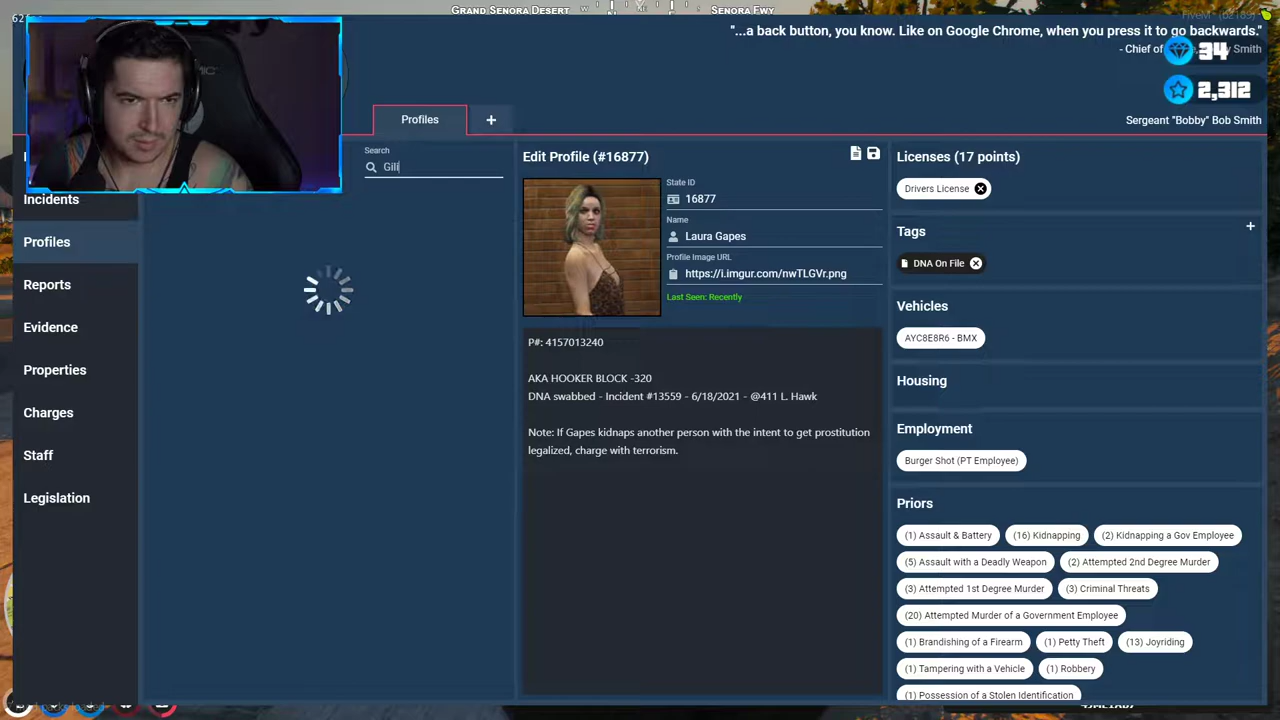 GRAND SENORA DESERT W
SENORA FWY
"...a back button, you know. Like on Google Chrome, when you press it to go backwards."
- Chief of
Smith
34
2,312
Sergeant "Bobby" Bob Smith
Profiles +
Incidents
Profiles
Reports
Evidence
Properties
Charges
Staff
Legislation
Search
Gili
Edit Profile (#16877)
State ID
16877
Name
Laura Gapes
Profile Image URL
https://i.imgur.com/nwTLGVr.png
Last Seen: Recently
P#: 4157013240
AKA HOOKER BLOCK -320
DNA swabbed - Incident #13559 - 6/18/2021 - @411 L. Hawk
Note: If Gapes kidnaps another person with the intent to get prostitution
legalized, charge with terrorism.
Licenses (17 points)
Drivers License
Tags +
DNA On File
Vehicles
AYC8E8R6 - BMX
Housing
Employment
Burger Shot (PT Employee)
Priors
(1) Assault & Battery (16) Kidnapping (2) Kidnapping a Gov Employee
(5) Assault with a Deadly Weapon (2) Attempted 2nd Degree Murder
(3) Attempted 1st Degree Murder (3) Criminal Threats
(20) Attempted Murder of a Government Employee
(1) Brandishing of a Firearm (1) Petty Theft (13) Joyriding
(1) Tampering with a Vehicle (1) Robbery
(1) Possession of a Stolen Identification